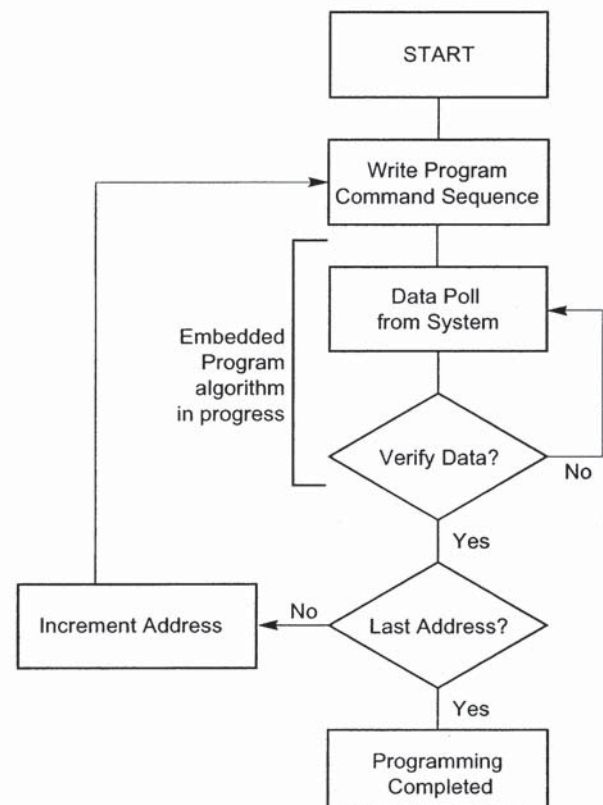 START
Write Program
Command Sequence
Data Poll
from System
Embedded
Program
algorithm
in progress
Verify Data?
No
Yes
Increment Address
No
Last Address?
Yes
Programming
Completed